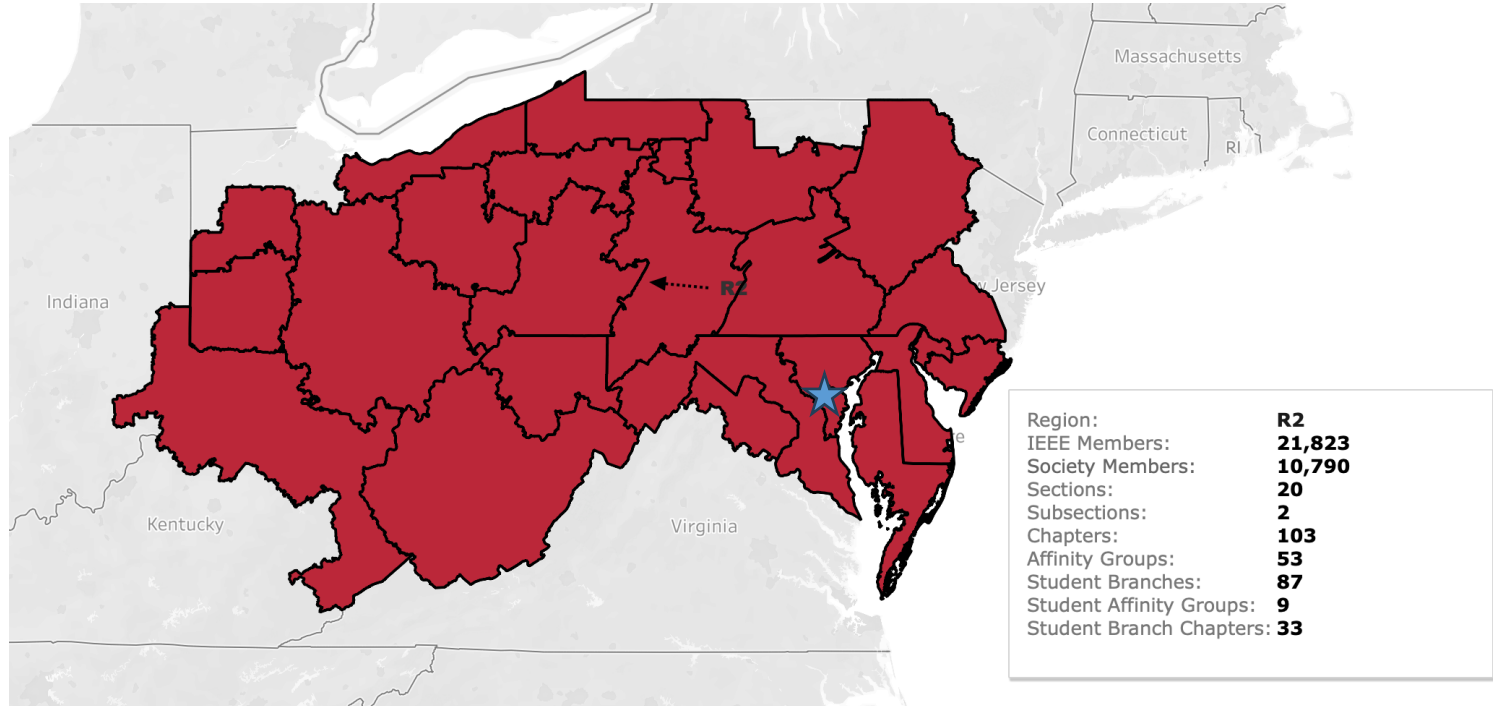 Massachusetts
Connecticut
RI
Indiana
R2
w Jersey
re
Kentucky
Virginia
Region: R2
IEEE Members: 21,823
Society Members: 10,790
Sections: 20
Subsections: 2
Chapters: 103
Affinity Groups: 53
Student Branches: 87
Student Affinity Groups: 9
Student Branch Chapters: 33